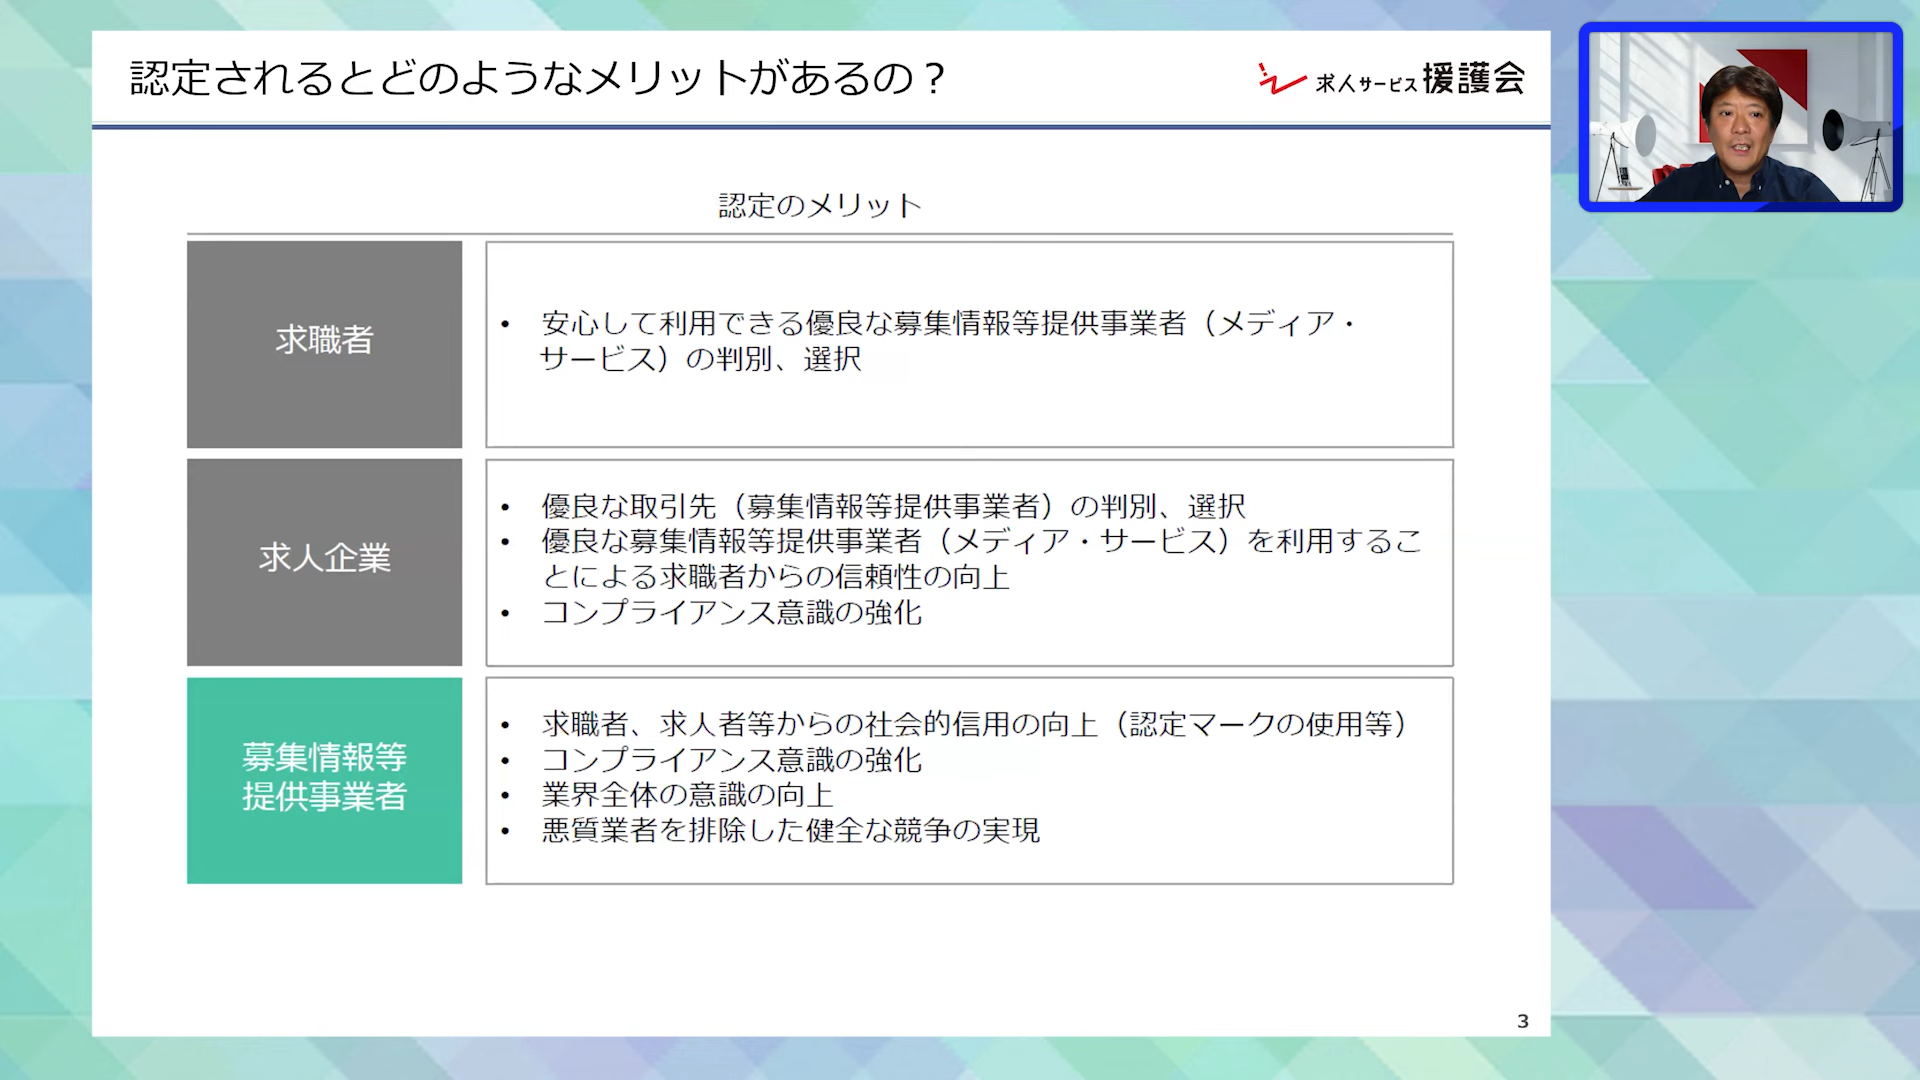 認定されるとどのようなメリットがあるの？
求人サービス援護会
認定のメリット
求職者
• 安心して利用できる優良な募集情報等提供事業者（メディア・
サービス）の判別、選択
求人企業
• 優良な取引先（募集情報等提供事業者）の判別、選択
• 優良な募集情報等提供事業者（メディア・サービス）を利用するこ
とによる求職者からの信頼性の向上
• コンプライアンス意識の強化
募集情報等
提供事業者
• 求職者、求人者等からの社会的信用の向上（認定マークの使用等）
• コンプライアンス意識の強化
• 業界全体の意識の向上
• 悪質業者を排除した健全な競争の実現
3